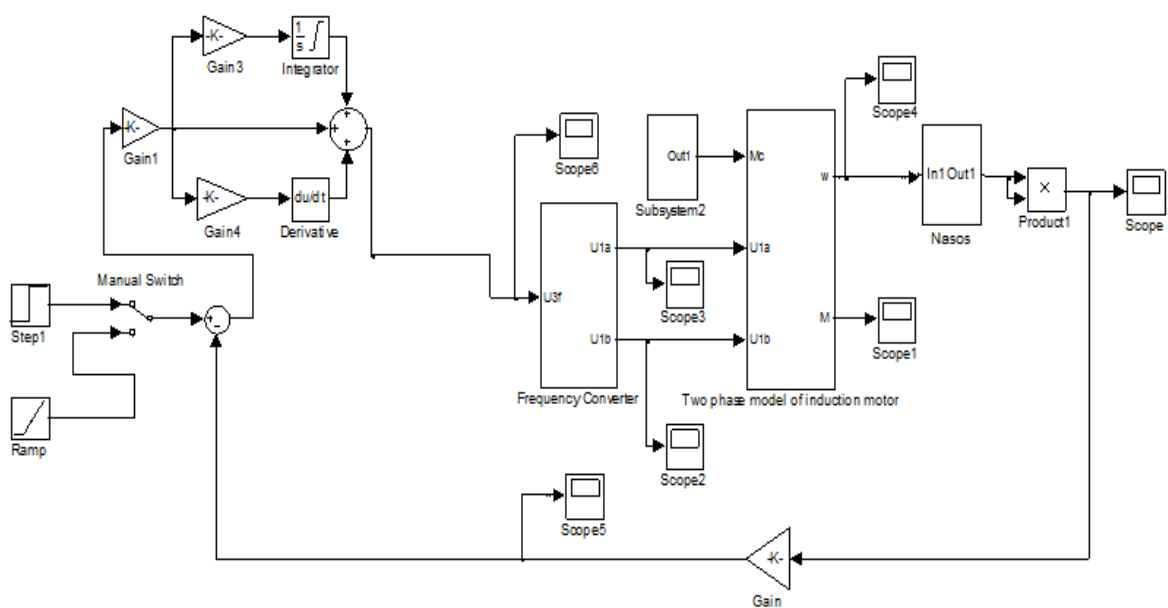 -K-
Gain3
1
s
Integrator
-K-
Gain1
+
+
+
-K-
Gain4
du/dt
Derivative
Manual Switch
Step1
+
-
Ramp
Scope6
U3f
U1a
U1b
Frequency Converter
Scope3
Scope2
Out1
Subsystem2
Mc
U1a
U1b
w
M
Two phase model of induction motor
Scope4
Scope1
In1 Out1
Nasos
X
Product1
Scope
Scope5
-K-
Gain